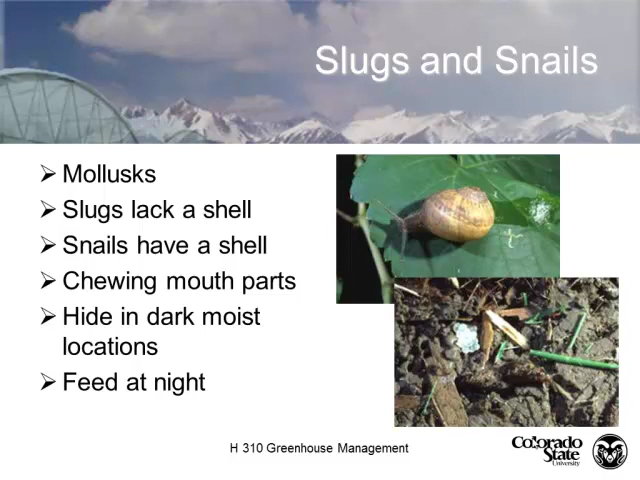 Slugs and Snails
Mollusks
Slugs lack a shell
Snails have a shell
Chewing mouth parts
Hide in dark moist
locations
Feed at night
H 310 Greenhouse Management
Colorado
State
University